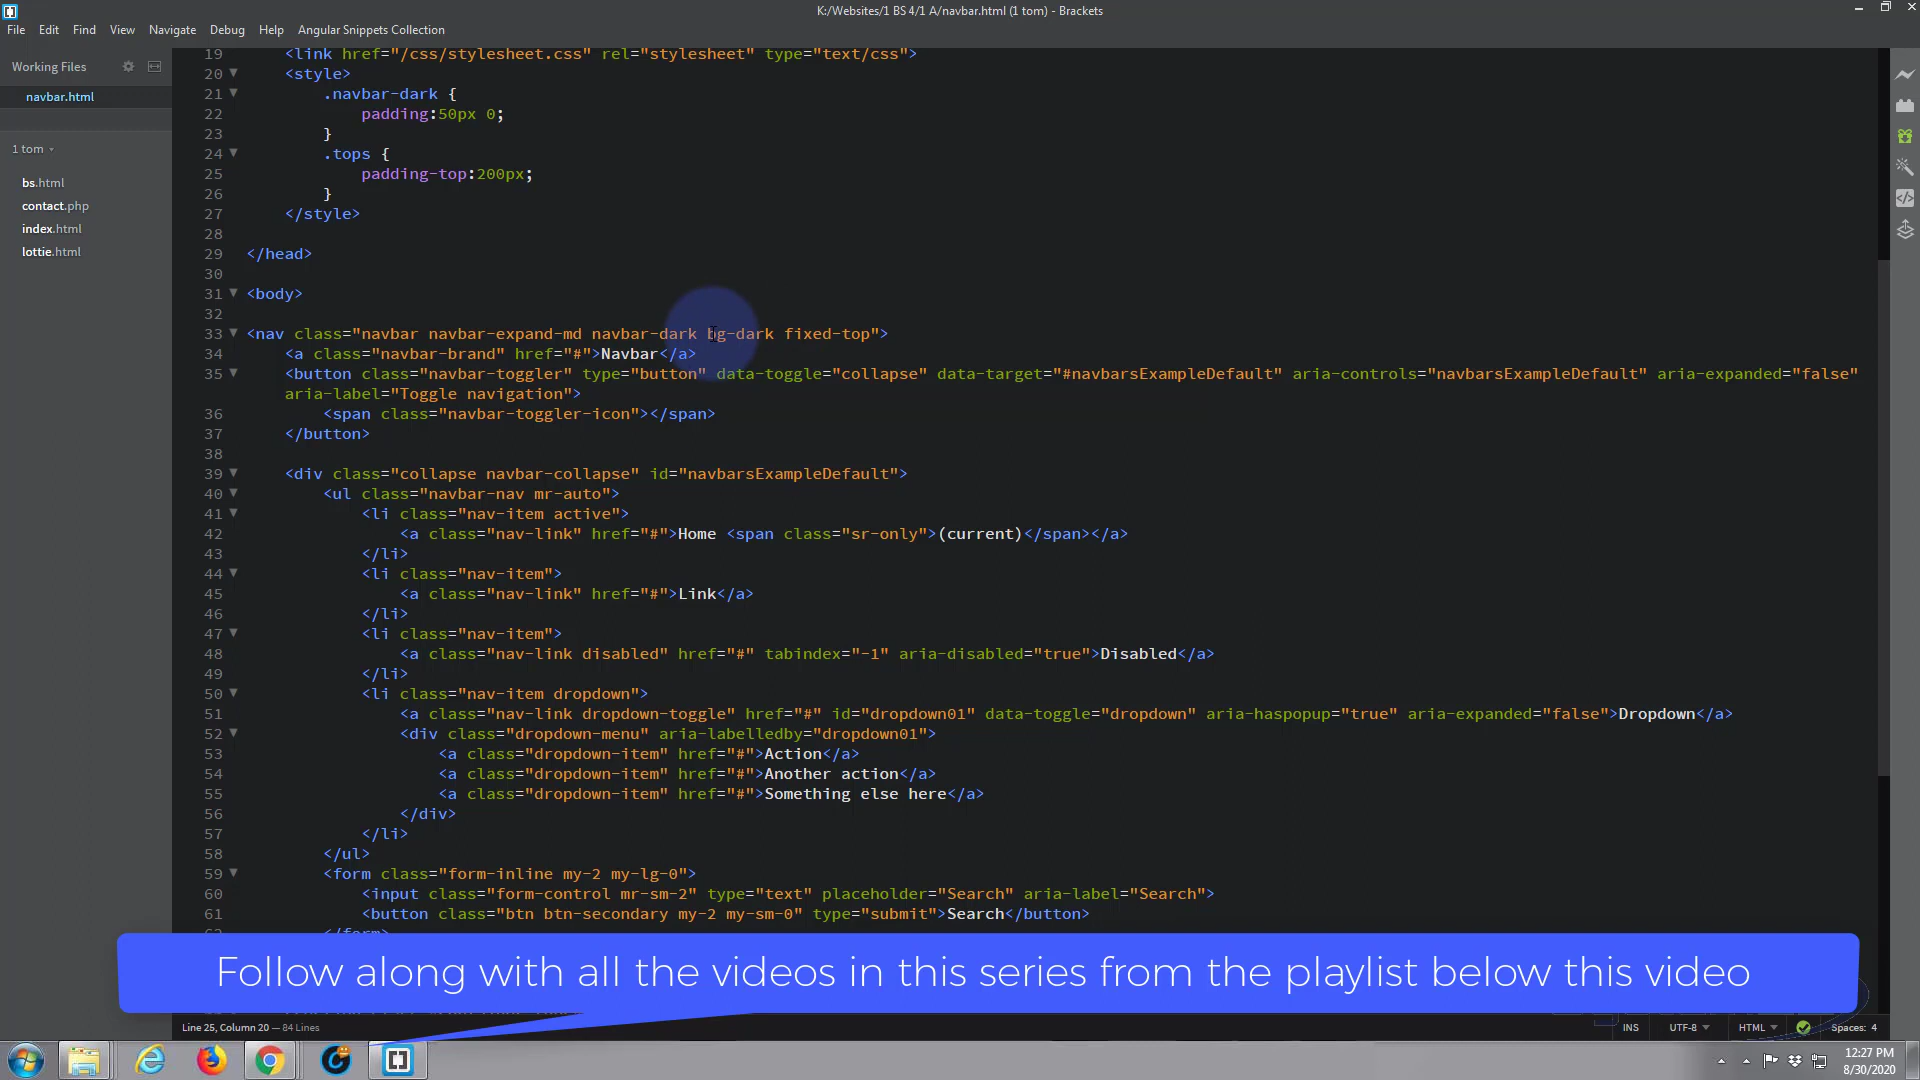 K:/Websites/1 BS 4/1 A/navbar.html (1 tom) - Brackets
File Edit Find View Navigate Debug Help Angular Snippets Collection
Working Files
navbar.html
1 tom
bs.html
contact.php
index.html
lottie.html
19 <link href="/css/stylesheet.css" rel="stylesheet" type="text/css">
20 <style>
21 .navbar-dark {
22 padding:50px 0;
23 }
24 .tops {
25 padding-top:200px;
26 }
27 </style>
28
29 </head>
30
31 <body>
32
33 <nav class="navbar navbar-expand-md navbar-dark bg-dark fixed-top">
34 <a class="navbar-brand" href="#">Navbar</a>
35 <button class="navbar-toggler" type="button" data-toggle="collapse" data-target="#navbarsExampleDefault" aria-controls="navbarsExampleDefault" aria-expanded="false"
aria-label="Toggle navigation">
36 <span class="navbar-toggler-icon"></span>
37 </button>
38
39 <div class="collapse navbar-collapse" id="navbarsExampleDefault">
40 <ul class="navbar-nav mr-auto">
41 <li class="nav-item active">
42 <a class="nav-link" href="#">Home <span class="sr-only">(current)</span></a>
43 </li>
44 <li class="nav-item">
45 <a class="nav-link" href="#">Link</a>
46 </li>
47 <li class="nav-item">
48 <a class="nav-link disabled" href="#" tabindex="-1" aria-disabled="true">Disabled</a>
49 </li>
50 <li class="nav-item dropdown">
51 <a class="nav-link dropdown-toggle" href="#" id="dropdown01" data-toggle="dropdown" aria-haspopup="true" aria-expanded="false">Dropdown</a>
52 <div class="dropdown-menu" aria-labelledby="dropdown01">
53 <a class="dropdown-item" href="#">Action</a>
54 <a class="dropdown-item" href="#">Another action</a>
55 <a class="dropdown-item" href="#">Something else here</a>
56 </div>
57 </li>
58 </ul>
59 <form class="form-inline my-2 my-lg-0">
60 <input class="form-control mr-sm-2" type="text" placeholder="Search" aria-label="Search">
61 <button class="btn btn-secondary my-2 my-sm-0" type="submit">Search</button>
62 </form>
Follow along with all the videos in this series from the playlist below this video
Line 25, Column 20 — 84 Lines
INS UTF-8 HTML Spaces: 4
12:27 PM
8/30/2020